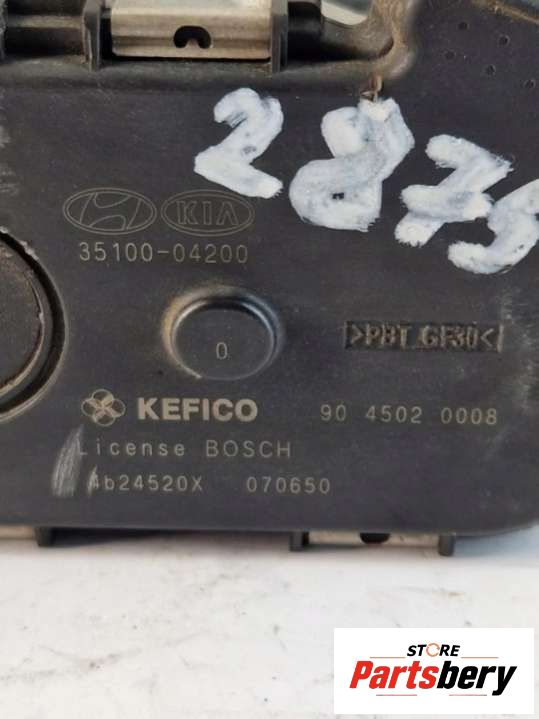 2875
KIA
35100-04200
>PBT GF30<
0
KEFICO 90 4502 0008
License BOSCH
4b24520X 070650
STORE
Partsbery